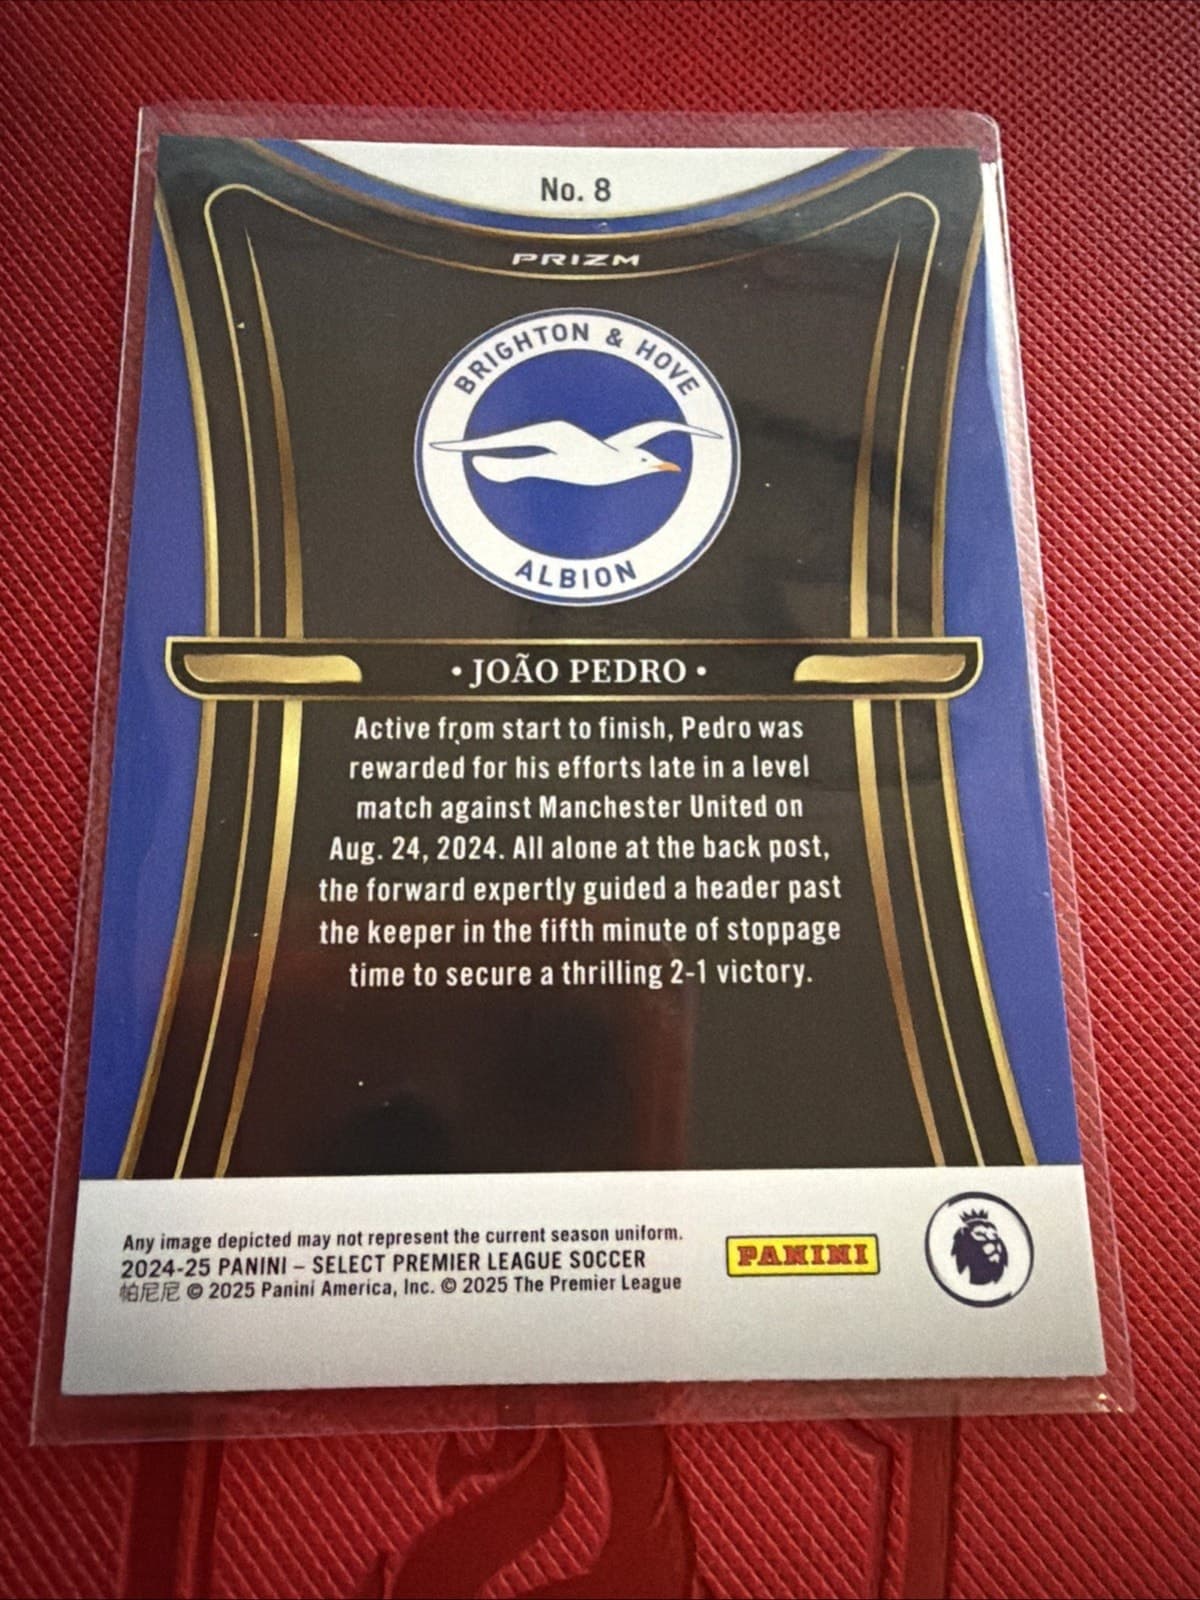 No. 8
PRIZM
BRIGHTON & HOVE
ALBION
• JOÃO PEDRO •
Active from start to finish, Pedro was
rewarded for his efforts late in a level
match against Manchester United on
Aug. 24, 2024. All alone at the back post,
the forward expertly guided a header past
the keeper in the fifth minute of stoppage
time to secure a thrilling 2-1 victory.
Any image depicted may not represent the current season uniform.
2024-25 PANINI – SELECT PREMIER LEAGUE SOCCER
帕尼尼 © 2025 Panini America, Inc. © 2025 The Premier League
PANINI